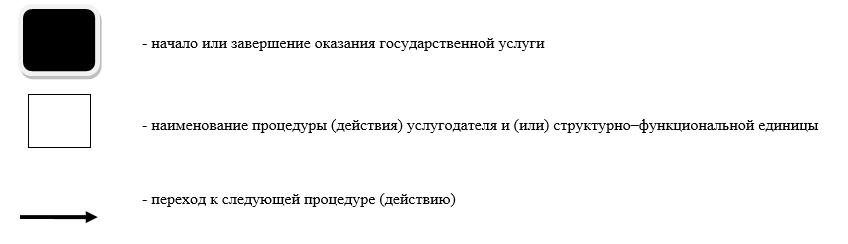 - начало или завершение оказания государственной услуги
- наименование процедуры (действия) услугодателя и (или) структурно–функциональной единицы
- переход к следующей процедуре (действию)